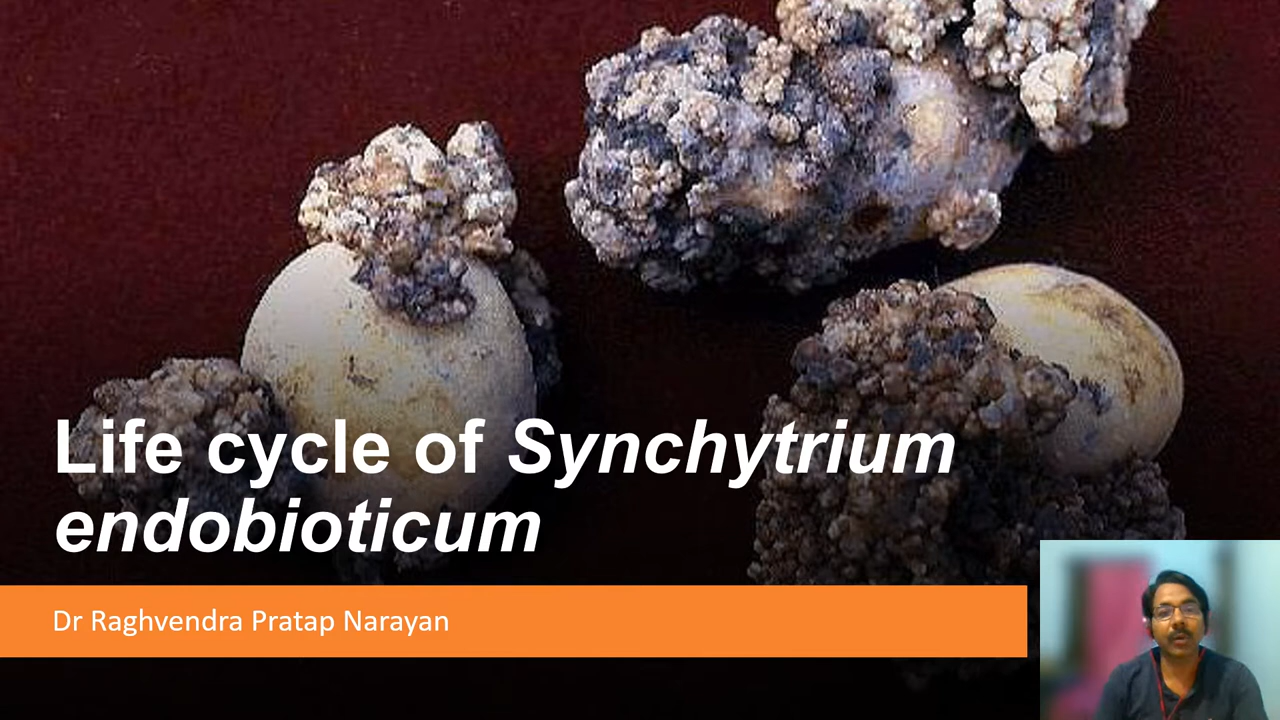 Life cycle of Synchytrium
endobioticum
Dr Raghvendra Pratap Narayan